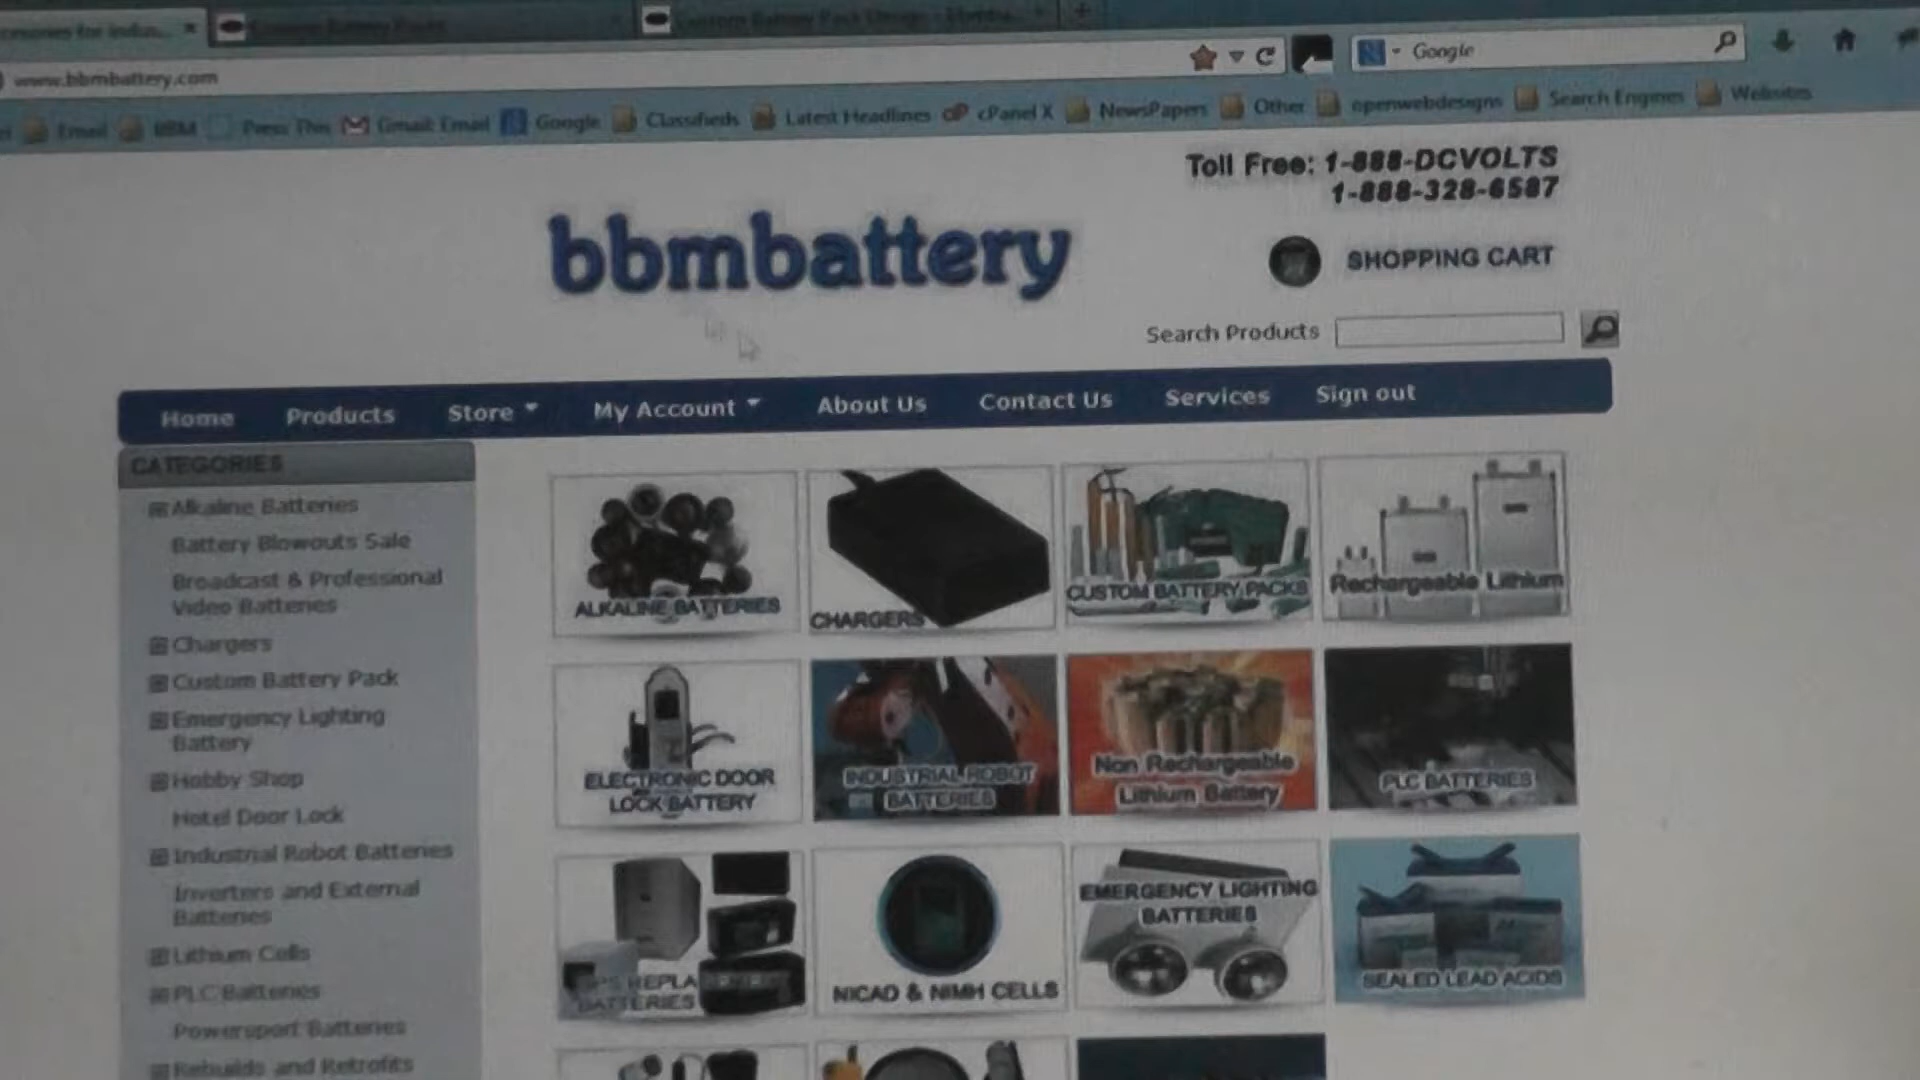 www.bbmbattery.com
Google
Email
BBM
Press This
Gmail: Email
Google
Classifieds
Latest Headlines
cPanel X
NewsPapers
Other
openwebdesigns
Search Engines
Websites
Toll Free: 1-888-DCVOLTS
1-888-328-6587
bbmbattery
SHOPPING CART
Search Products
Home
Products
Store
My Account
About Us
Contact Us
Services
Sign out
CATEGORIES
Alkaline Batteries
Battery Blowouts Sale
Broadcast & Professional
Video Batteries
Chargers
Custom Battery Pack
Emergency Lighting
Battery
Hobby Shop
Hotel Door Lock
Industrial Robot Batteries
Inverters and External
Batteries
Lithium Cells
PLC Batteries
Powersport Batteries
Rebuilds and Retrofits
ALKALINE BATTERIES
CHARGERS
CUSTOM BATTERY PACKS
Rechargeable Lithium
ELECTRONIC DOOR
LOCK BATTERY
INDUSTRIAL ROBOT
BATTERIES
Non Rechargeable
Lithium Battery
PLC BATTERIES
BATTERIES
NICAD & NIMH CELLS
EMERGENCY LIGHTING
BATTERIES
SEALED LEAD ACIDS